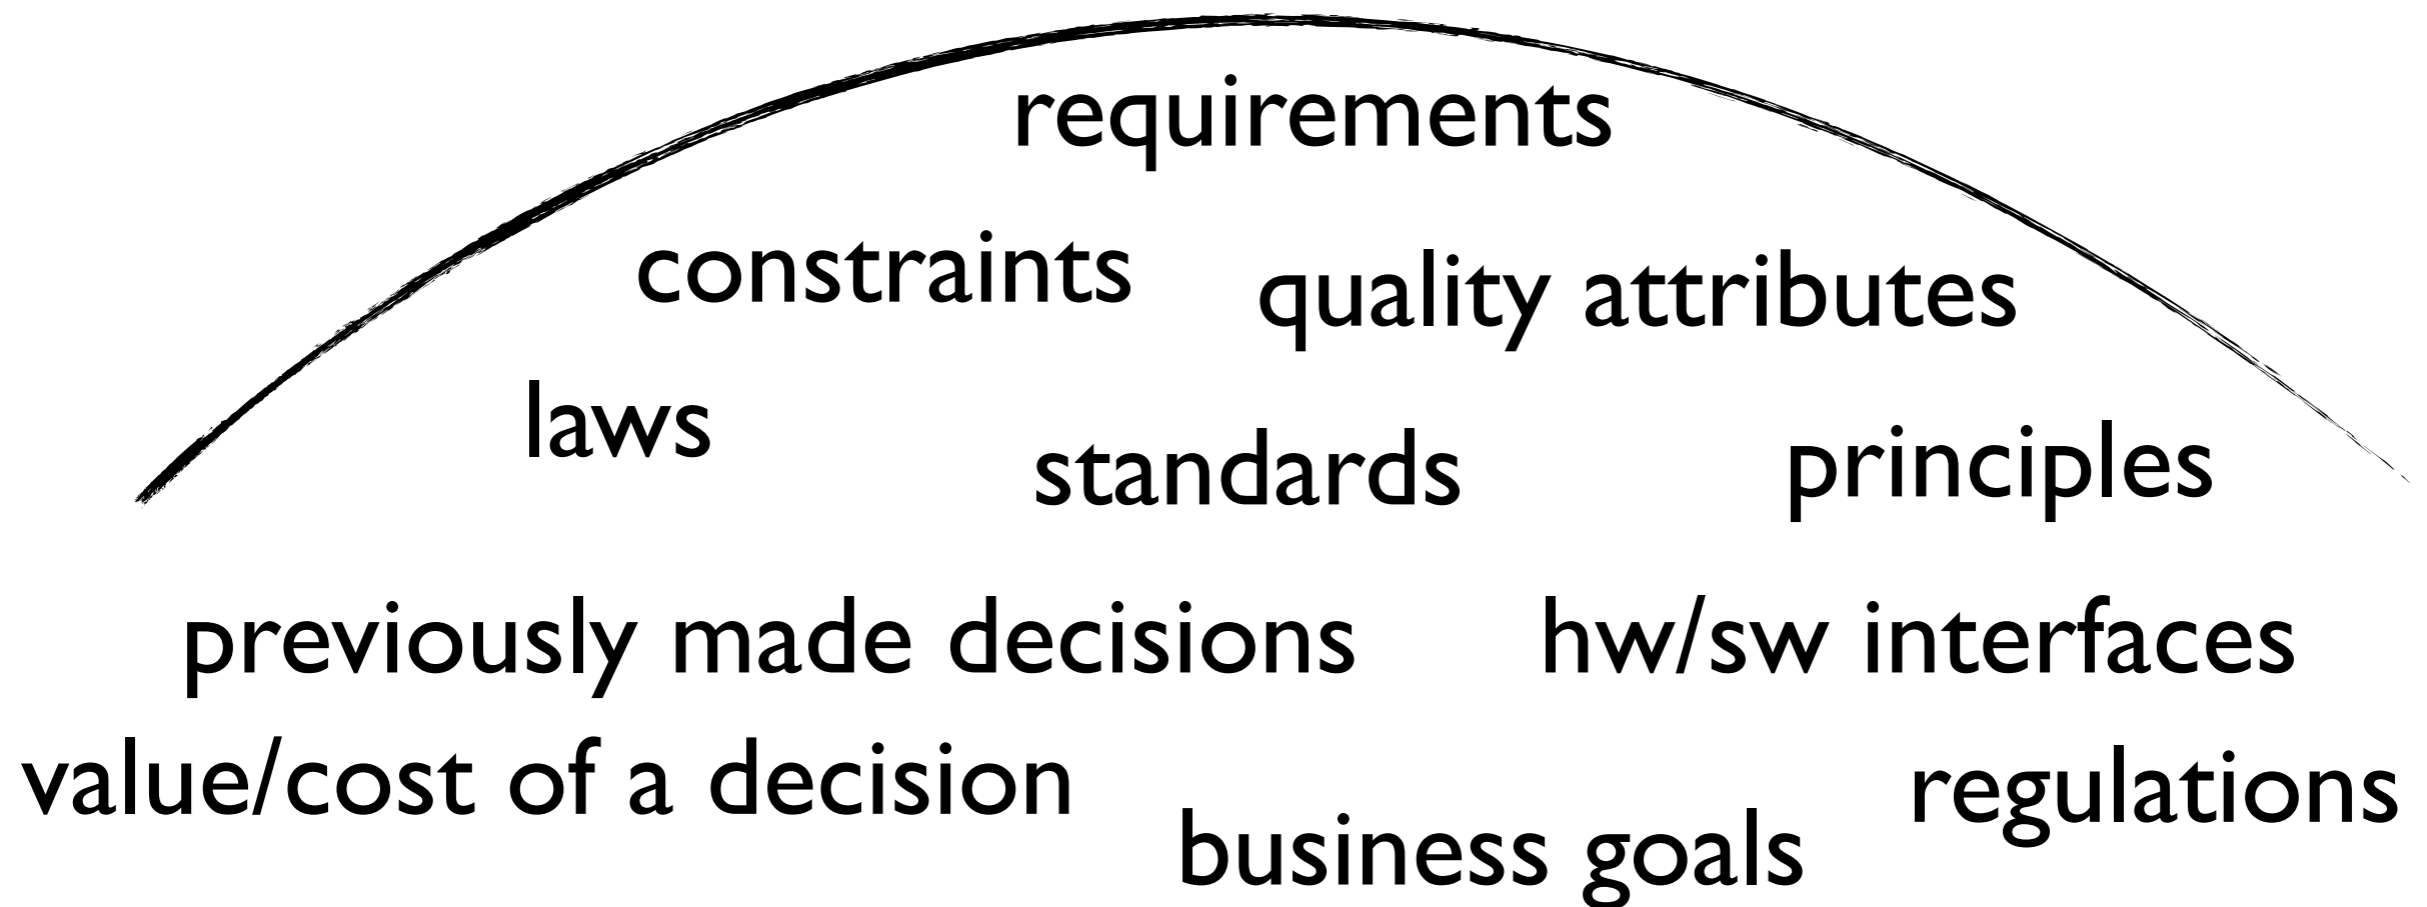 requirements
constraints
quality attributes
laws
standards
principles
previously made decisions
hw/sw interfaces
value/cost of a decision
regulations
business goals